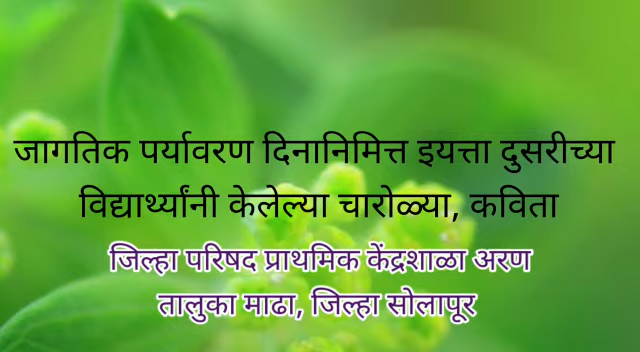 जागतिक पर्यावरण दिनानिमित्त इयत्ता दुसरीच्या
विद्यार्थ्यांनी केलेल्या चारोळ्या, कविता
जिल्हा परिषद प्राथमिक केंद्रशाळा अरण
तालुका माढा, जिल्हा सोलापूर